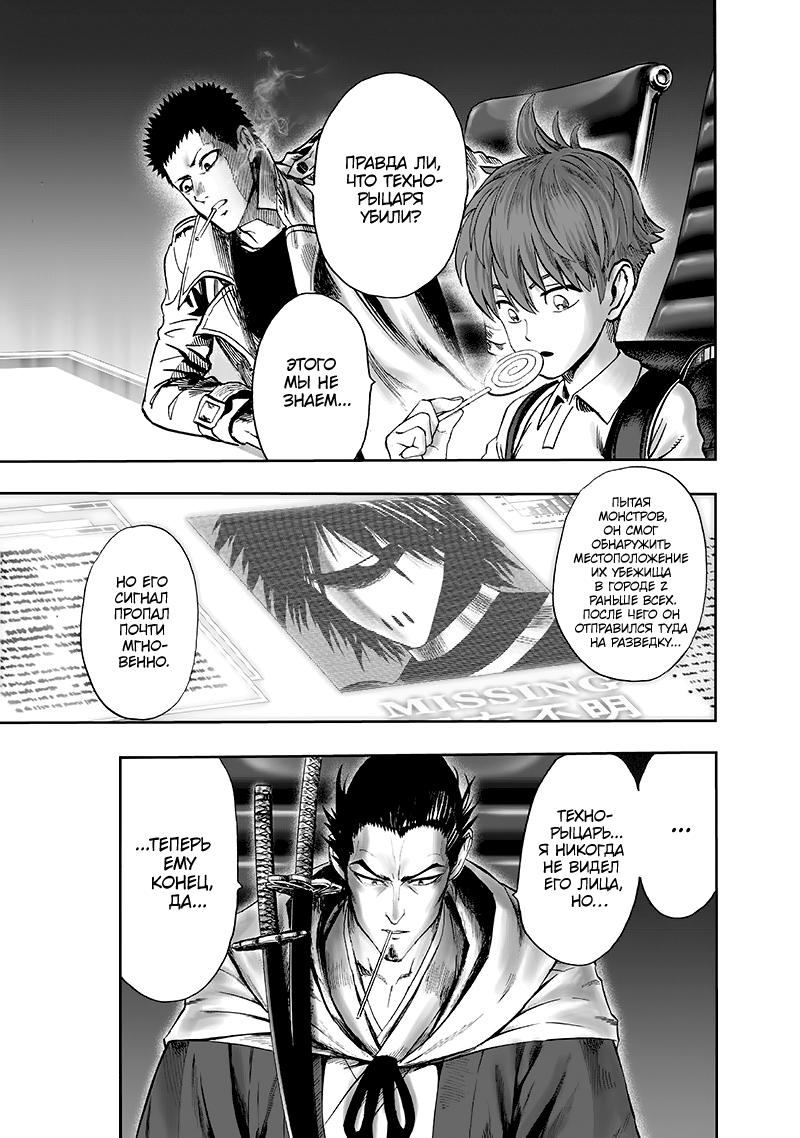 ПРАВДА ЛИ,
ЧТО ТЕХНО-
РЫЦАРЯ
УБИЛИ?
ЭТОГО
МЫ НЕ
ЗНАЕМ...
ПЫТАЯ
МОНСТРОВ,
ОН СМОГ
ОБНАРУЖИТЬ
МЕСТОПОЛОЖЕНИЕ
ИХ УБЕЖИЩА
В ГОРОДЕ Z
РАНЬШЕ ВСЕХ.
ПОСЛЕ ЧЕГО ОН
ОТПРАВИЛСЯ ТУДА
НА РАЗВЕДКУ...
НО ЕГО
СИГНАЛ
ПРОПАЛ
ПОЧТИ
МГНО-
ВЕННО.
MISSING
...
ТЕХНО-
РЫЦАРЬ...
Я НИКОГДА
НЕ ВИДЕЛ
ЕГО ЛИЦА,
НО...
...ТЕПЕРЬ
ЕМУ
КОНЕЦ,
ДА...